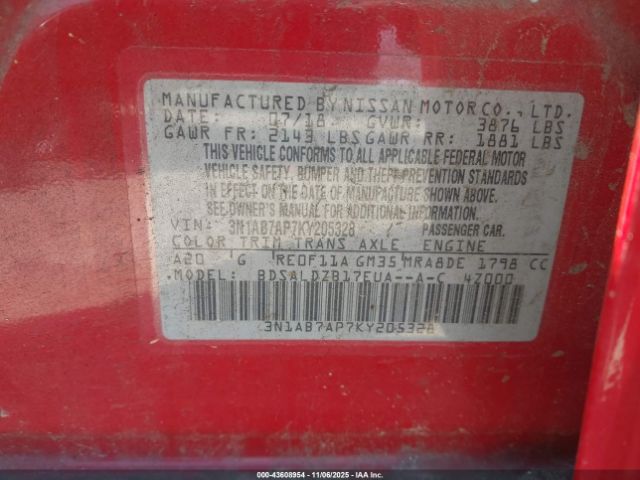 MANUFACTURED BY NISSAN MOTOR CO., LTD.
DATE: 07/18 GVWR: 3876 LBS
GAWR FR: 2143 LBS GAWR RR: 1881 LBS
THIS VEHICLE CONFORMS TO ALL APPLICABLE FEDERAL MOTOR
VEHICLE SAFETY, BUMPER AND THEFT PREVENTION STANDARDS
IN EFFECT ON THE DATE OF MANUFACTURE SHOWN ABOVE.
SEE OWNER'S MANUAL FOR ADDITIONAL INFORMATION.
VIN: 3N1AB7AP7KY205328 PASSENGER CAR.
COLOR TRIM TRANS AXLE ENGINE
A20 G RE0F11A GM35 MRA8DE 1798 CC
MODEL: BDSALDZB17EUA--A-C 47000
3N1AB7AP7KY205328
000-43608954 | 11/06/2025 | IAA, Inc.